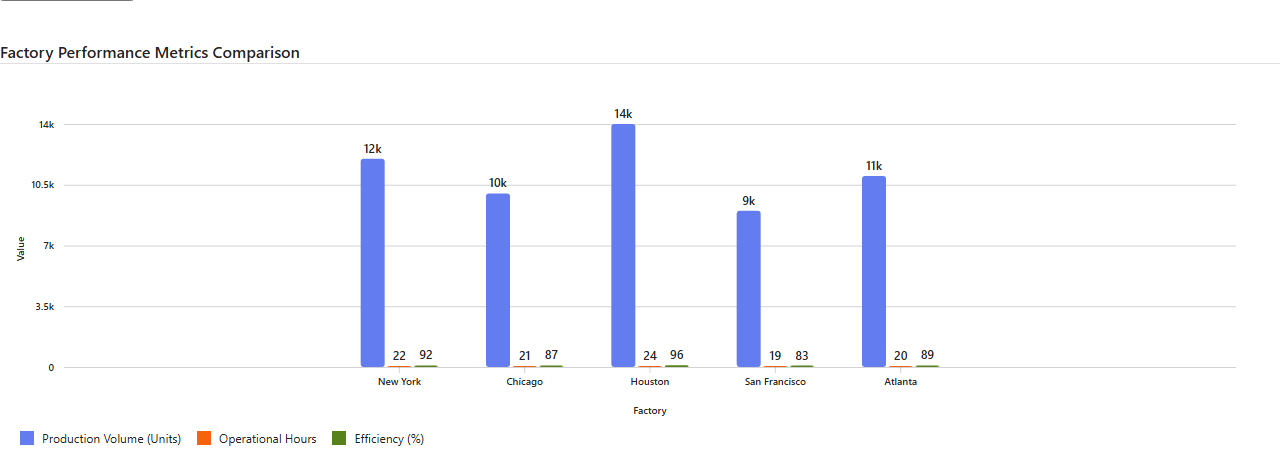 Factory Performance Metrics Comparison
14k
12k
14k
11k
10k
10.5k
9k
Value
7k
3.5k
22 92 21 87 24 96 19 83 20 89
0
New York Chicago Houston San Francisco Atlanta
Factory
Production Volume (Units) Operational Hours Efficiency (%)